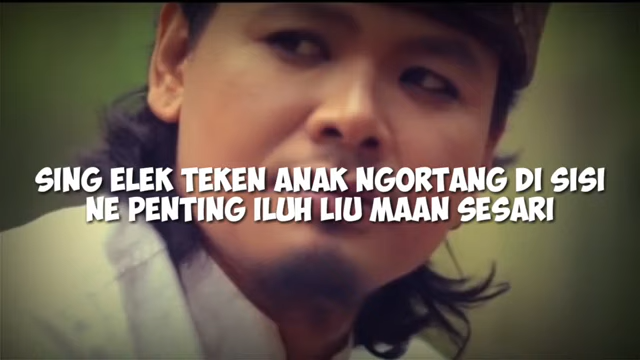 SING ELEK TEKEN ANAK NGORTANG DI SISI
NE PENTING ILUH LIU MAAN SESARI